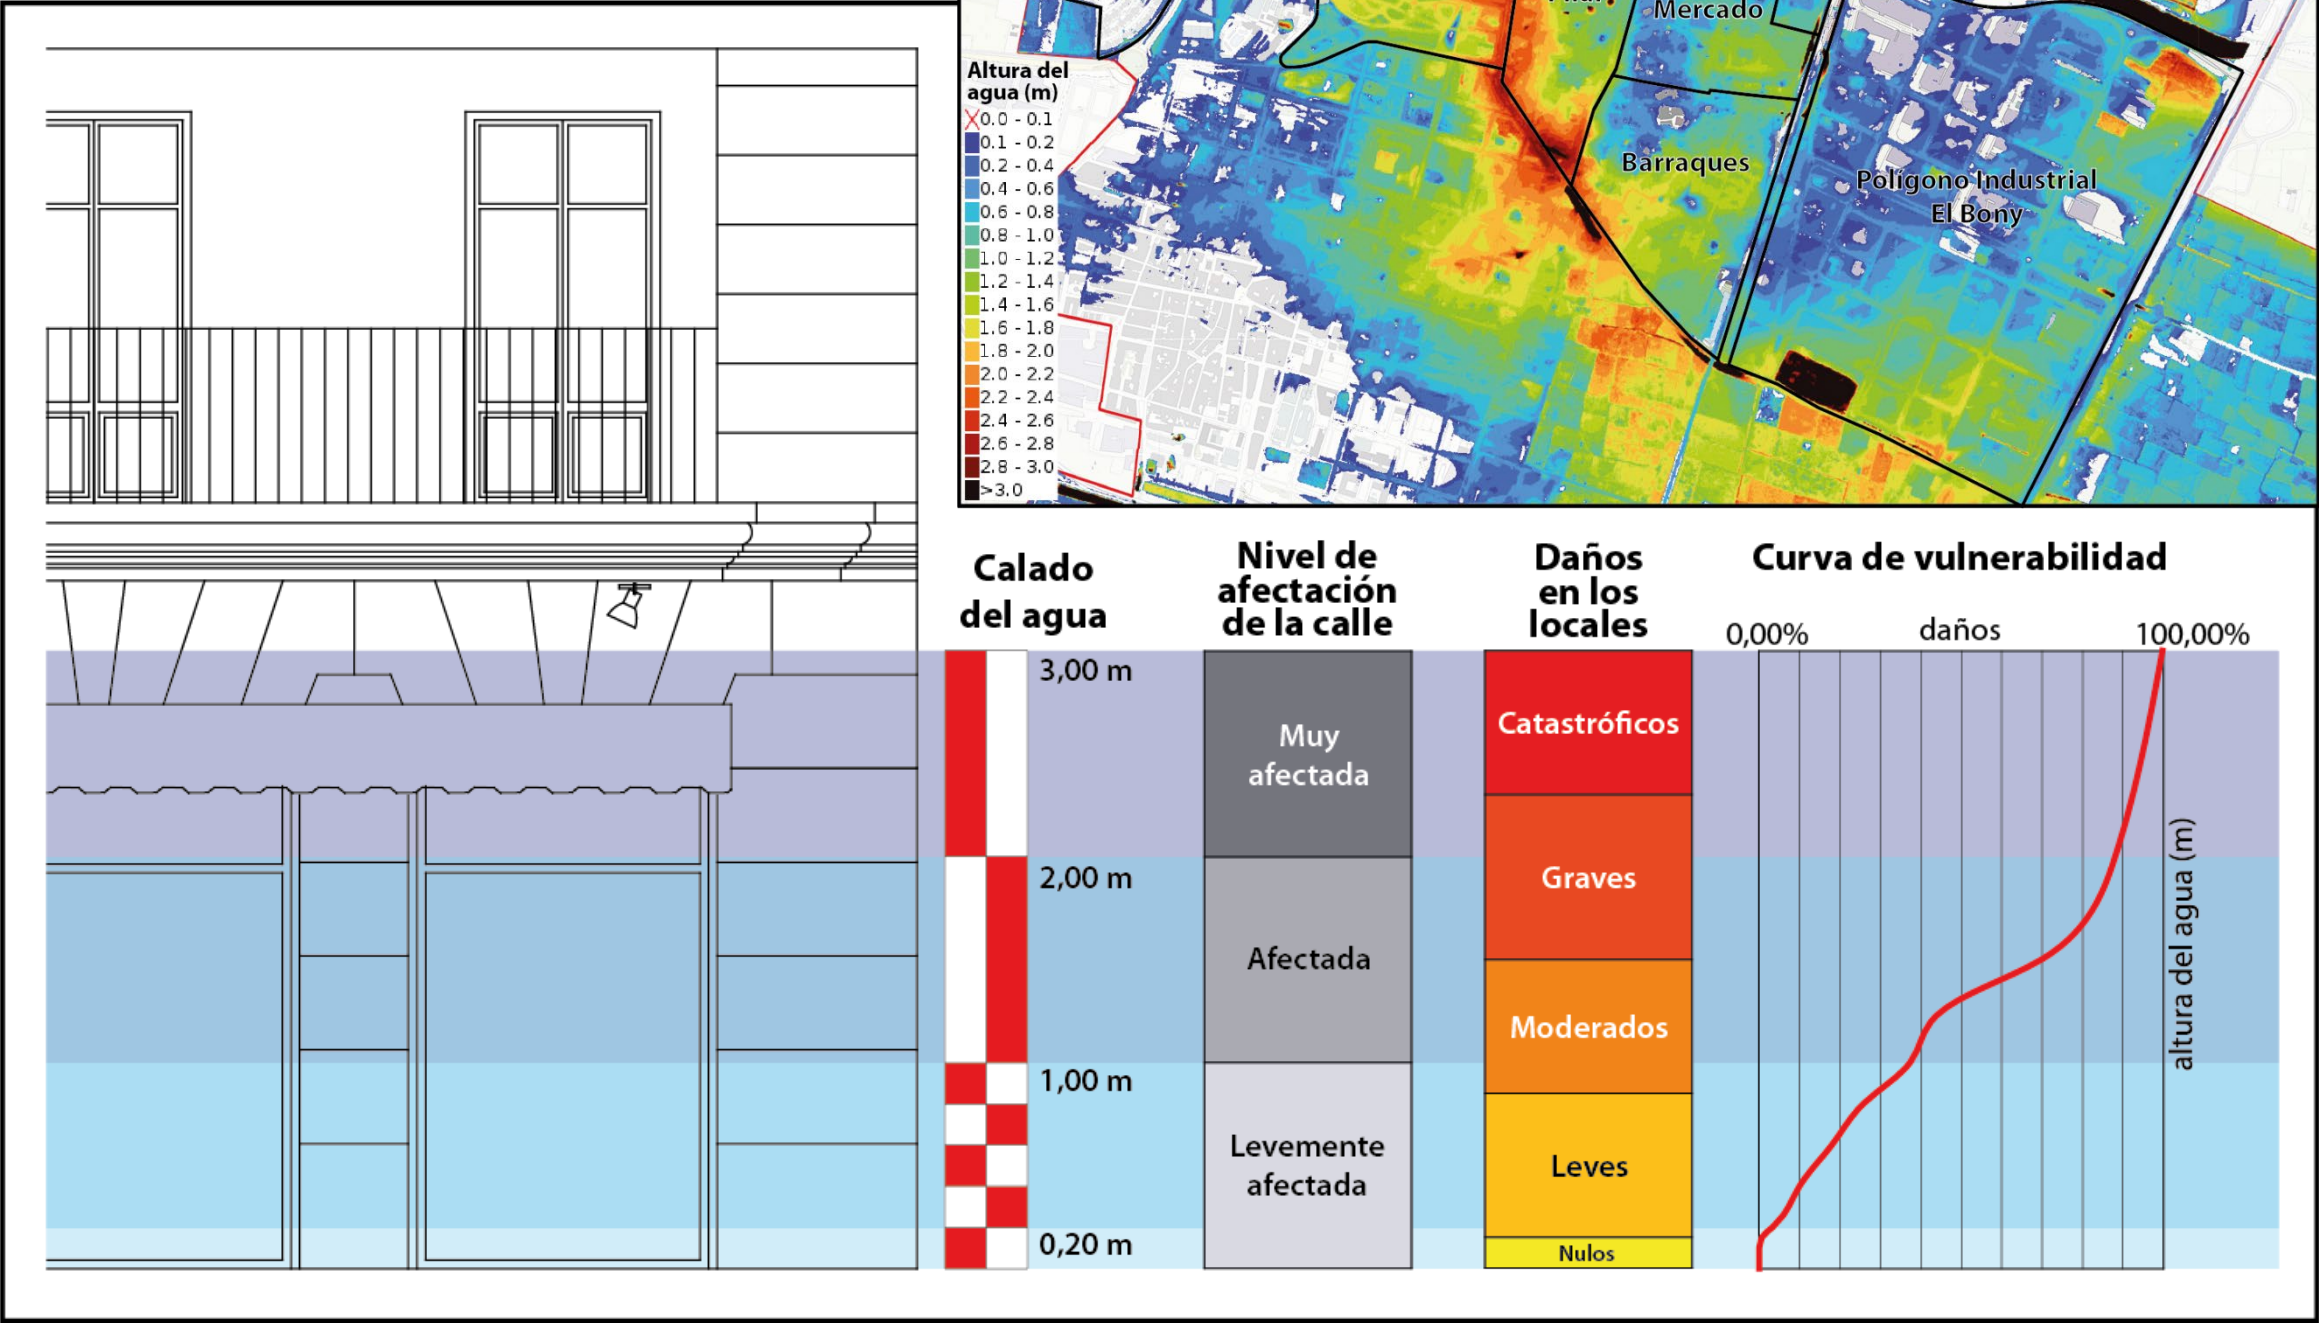 Mercado
Altura del
agua (m)
0.0 - 0.1
0.1 - 0.2
0.2 - 0.4
0.4 - 0.6
0.6 - 0.8
0.8 - 1.0
1.0 - 1.2
1.2 - 1.4
1.4 - 1.6
1.6 - 1.8
1.8 - 2.0
2.0 - 2.2
2.2 - 2.4
2.4 - 2.6
2.6 - 2.8
2.8 - 3.0
>3.0
Barraques
Polígono Industrial
El Bony
Calado
del agua
3,00 m
2,00 m
1,00 m
0,20 m
Nivel de
afectación
de la calle
Muy
afectada
Afectada
Levemente
afectada
Daños
en los
locales
Catastróficos
Graves
Moderados
Leves
Nulos
Curva de vulnerabilidad
0,00% daños 100,00%
altura del agua (m)